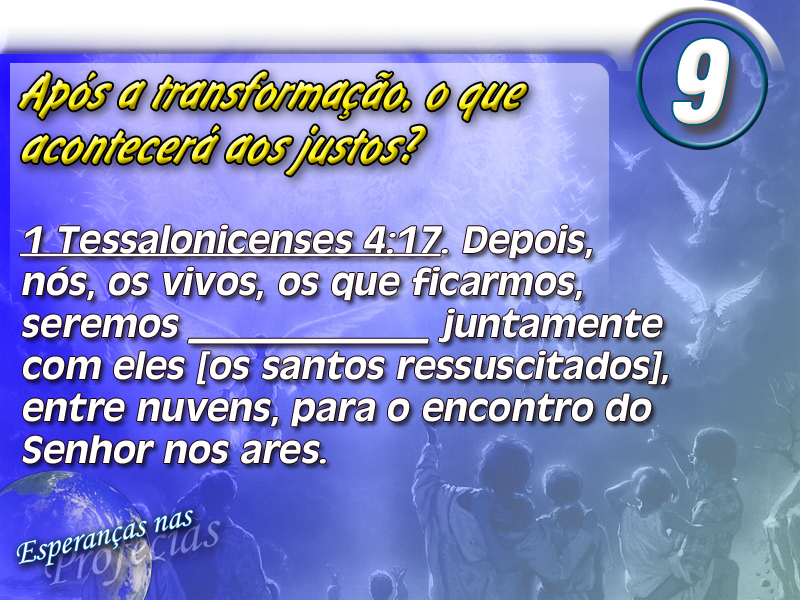 9
Após a transformação, o que
acontecerá aos justos?
1 Tessalonicenses 4:17. Depois,
nós, os vivos, os que ficarmos,
seremos ____________ juntamente
com eles [os santos ressuscitados],
entre nuvens, para o encontro do
Senhor nos ares.
Esperanças nas
Profecias